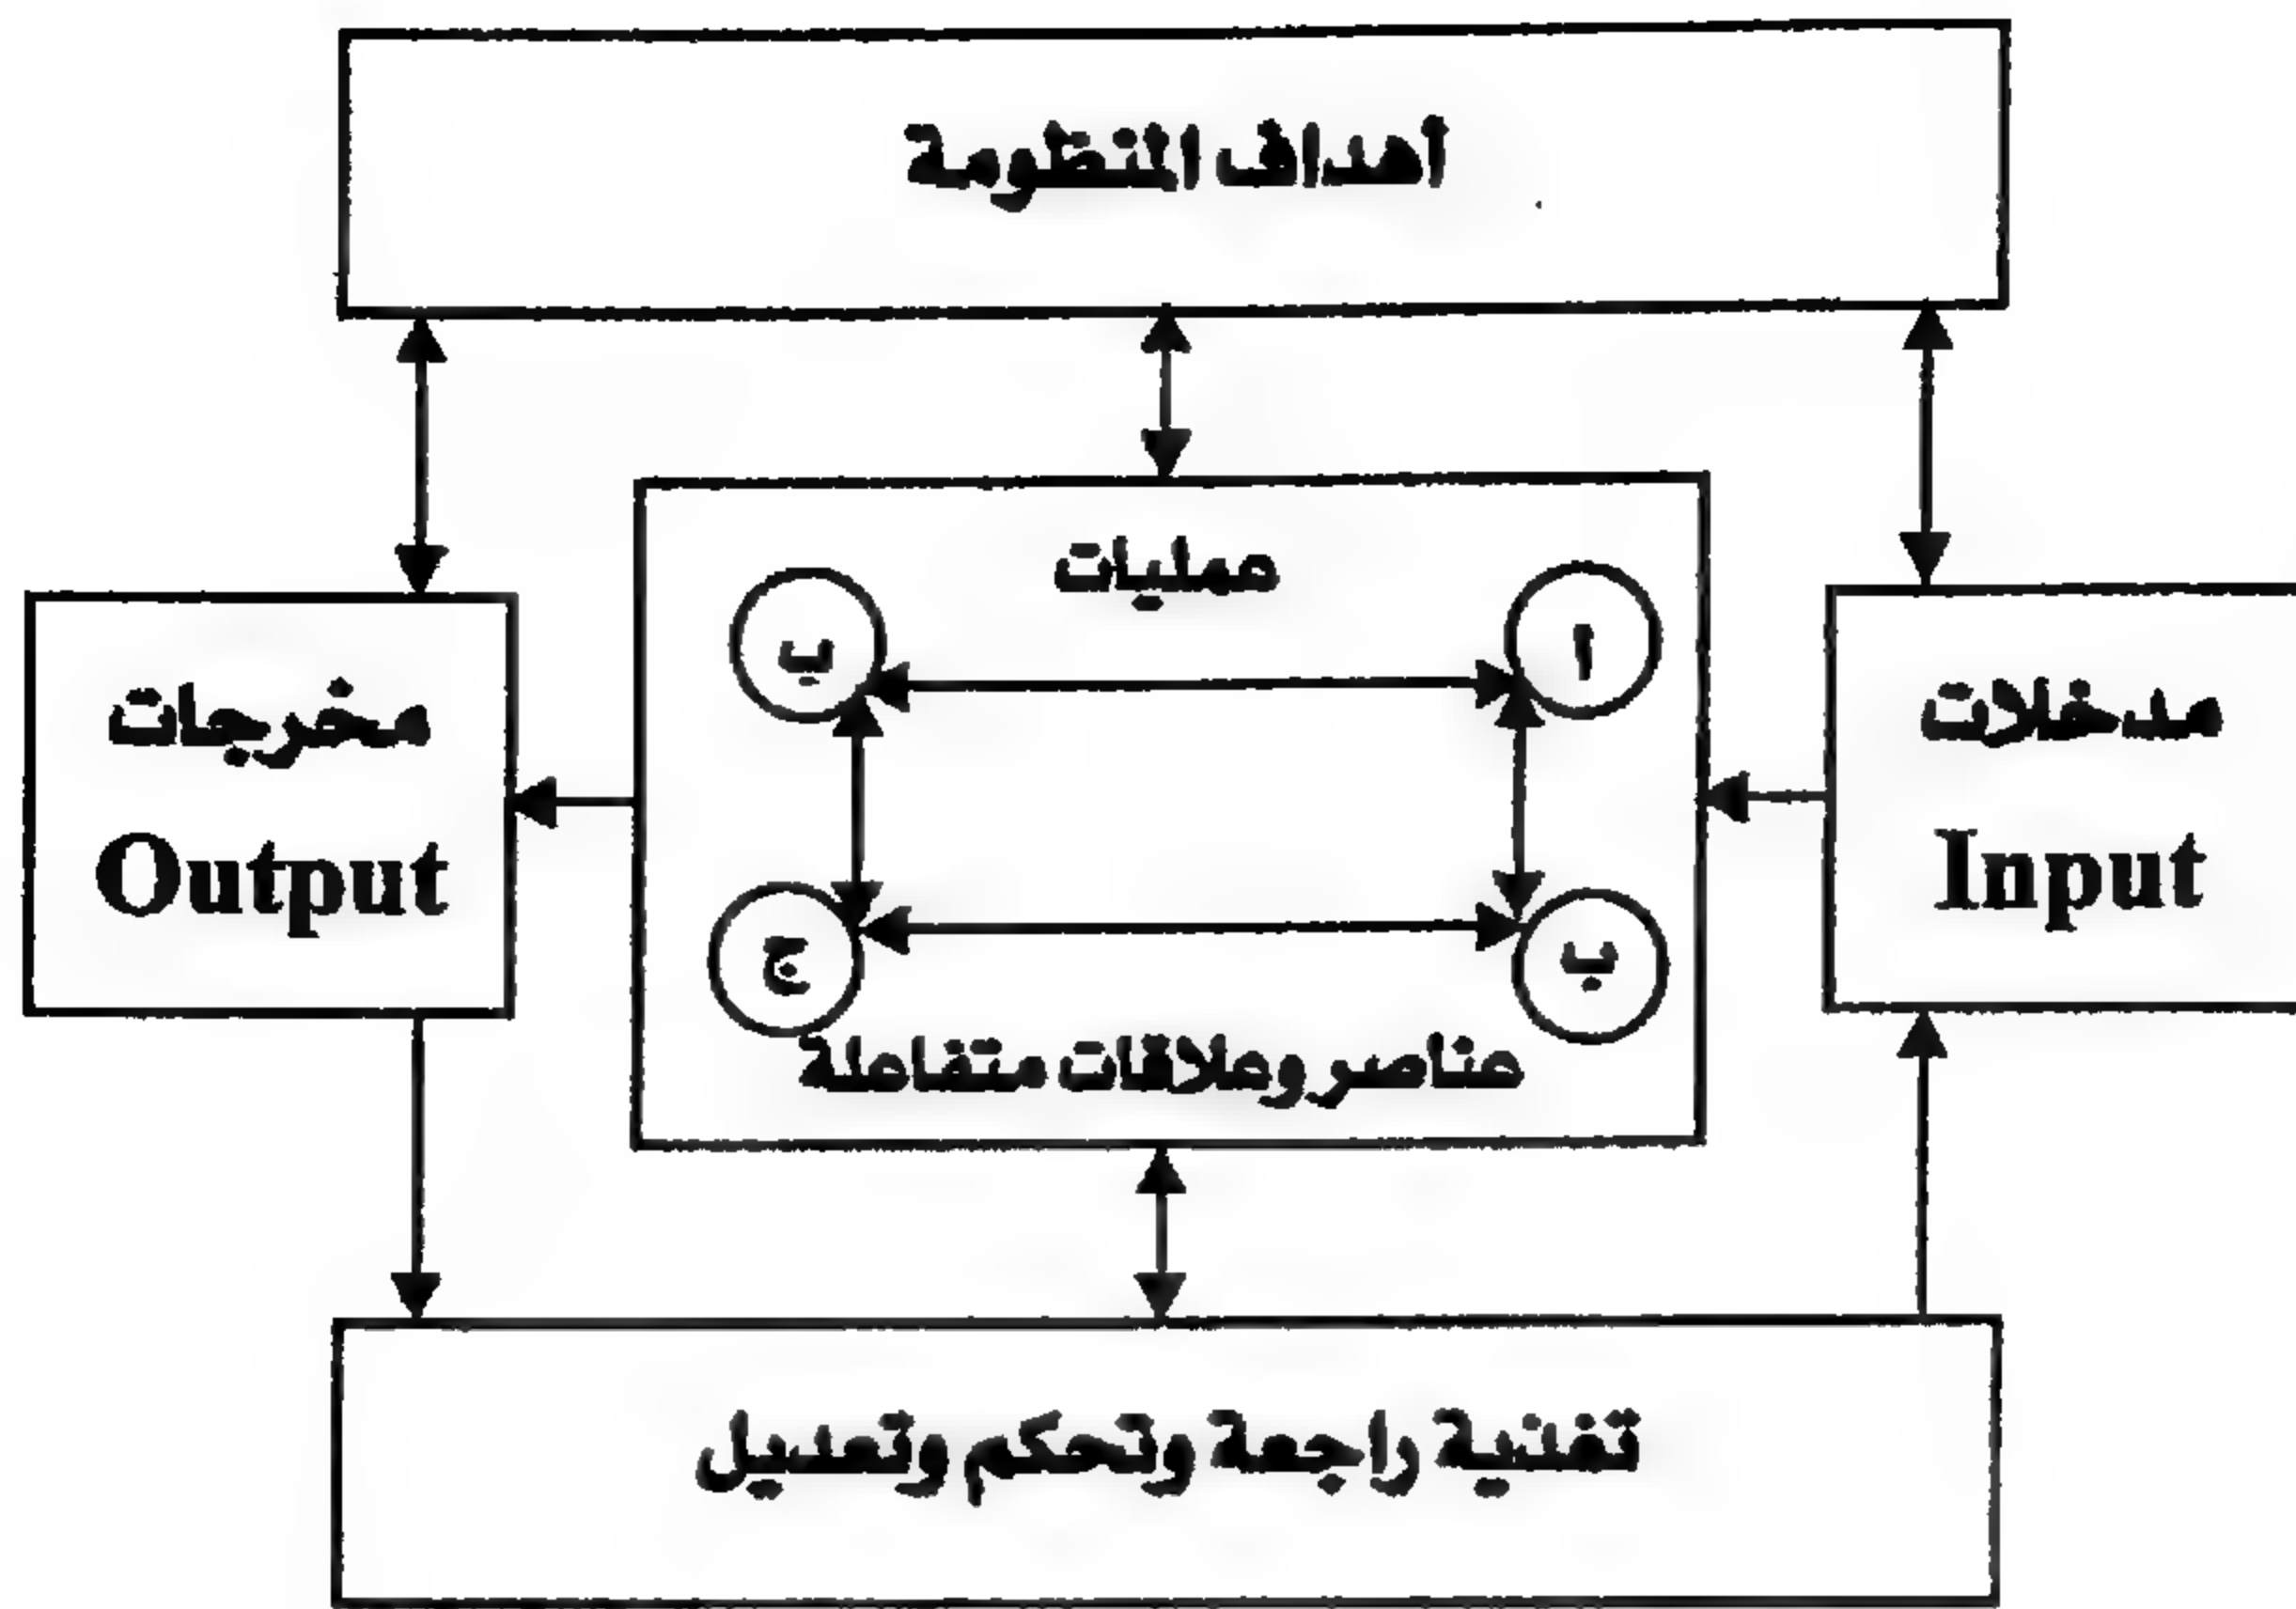 أهداف المنظومة
عمليات
ا
ب
ب
ج
عناصر وعلاقات متفاعلة
مدخلات
Input
مخرجات
Output
تغذية راجعة وتحكم وتعديل